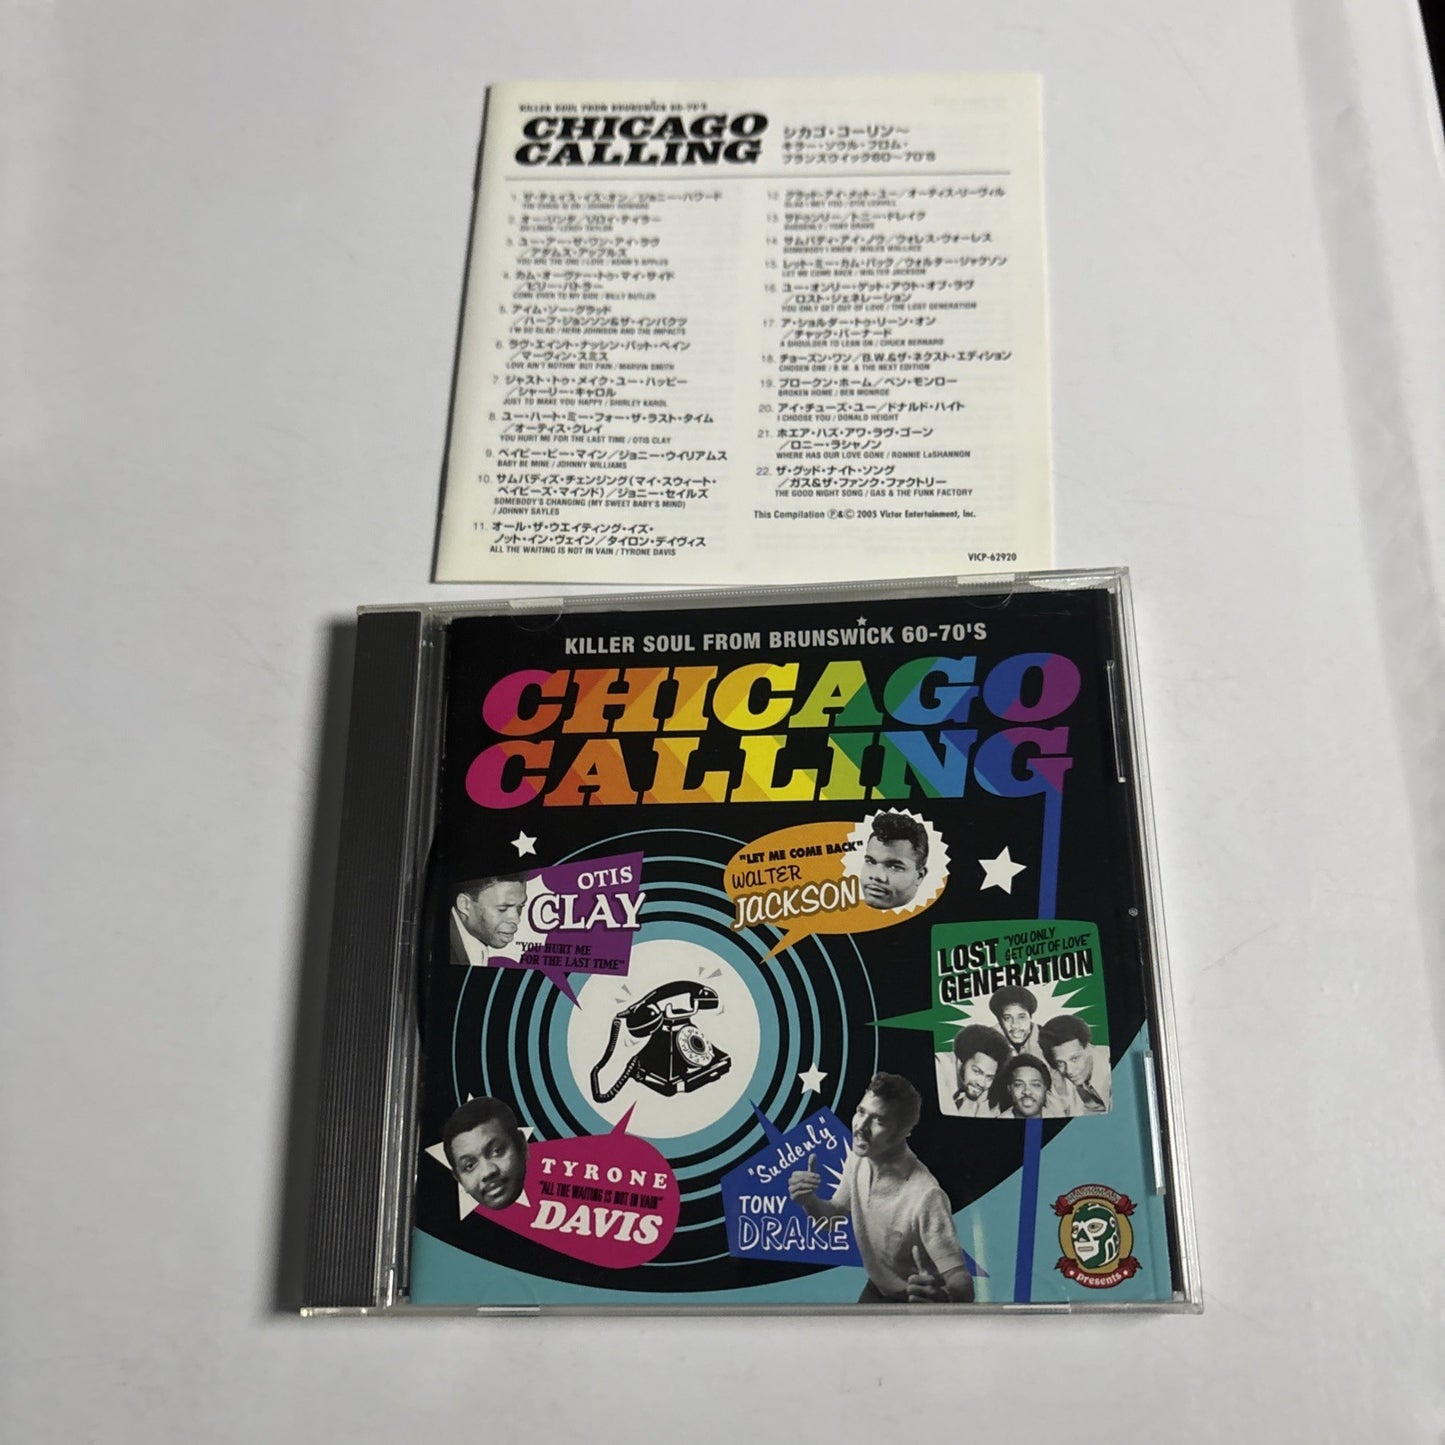 KILLER SOUL FROM BRUNSWICK 60-70'S
CHICAGO
CALLING
シカゴ・コーリン～
キラー・ソウル・フロム・
ブランズウィック60～70'S
1. ザ・チェイス・イズ・オン／ジョニー・ハワード
THE CHASE IS ON / JOHNNY HOWARD
2. オー・リンダ／リロイ・テイラー
OH LINDA / LEROY TAYLOR
3. ユー・アー・ザ・ワン・アイ・ラヴ
／アダムス・アップルス
YOU ARE THE ONE I LOVE / ADAM'S APPLES
4. カム・オーヴァー・トゥ・マイ・サイド
／ビリー・バトラー
COME OVER TO MY SIDE / BILLY BUTLER
5. アイム・ソー・グラッド
／ハーブ・ジョンソン&ザ・インパクツ
I'M SO GLAD / HERB JOHNSON AND THE IMPACTS
6. ラヴ・エイント・ナッシン・バット・ペイン
／マーヴィン・スミス
LOVE AIN'T NOTHIN' BUT PAIN / MARVIN SMITH
7. ジャスト・トゥ・メイク・ユー・ハッピー
／シャーリー・キャロル
JUST TO MAKE YOU HAPPY / SHIRLEY KAROL
8. ユー・ハート・ミー・フォー・ザ・ラスト・タイム
／オーティス・クレイ
YOU HURT ME FOR THE LAST TIME / OTIS CLAY
9. ベイビー・ビー・マイン／ジョニー・ウイリアムス
BABY BE MINE / JOHNNY WILLIAMS
10. サムバディズ・チェンジング（マイ・スウィート・
ベイビーズ・マインド）／ジョニー・セイルズ
SOMEBODY'S CHANGING (MY SWEET BABY'S MIND)
/ JOHNNY SAYLES
11. オール・ザ・ウエイティング・イズ・
ノット・イン・ヴェイン／タイロン・デイヴィス
ALL THE WAITING IS NOT IN VAIN / TYRONE DAVIS
12. グラッド・アイ・メット・ユー／オーティス・リーヴィル
GLAD I MET YOU / OTIS LEAVILL
13. サドゥンリー／トニー・ドレイク
SUDDENLY / TONY DRAKE
14. サムバディ・アイ・ノウ／ウォレス・ウォーレス
SOMEBODY I KNOW / WALES WALLACE
15. レット・ミー・カム・バック／ウォルター・ジャクソン
LET ME COME BACK / WALTER JACKSON
16. ユー・オンリー・ゲット・アウト・オブ・ラヴ
／ロスト・ジェネレーション
YOU ONLY GET OUT OF LOVE / THE LOST GENERATION
17. ア・ショルダー・トゥ・リーン・オン
／チャック・バーナード
A SHOULDER TO LEAN ON / CHUCK BERNARD
18. チョーズン・ワン／B.W.&ザ・ネクスト・エディション
CHOSEN ONE / B.W. & THE NEXT EDITION
19. ブロークン・ホーム／ベン・モンロー
BROKEN HOME / BEN MONROE
20. アイ・チューズ・ユー／ドナルド・ハイト
I CHOOSE YOU / DONALD HEIGHT
21. ホエア・ハズ・アワ・ラヴ・ゴーン
／ロニー・ラシャノン
WHERE HAS OUR LOVE GONE / RONNIE LaSHANNON
22. ザ・グッド・ナイト・ソング
／ガス&ザ・ファンク・ファクトリー
THE GOOD NIGHT SONG / GAS & THE FUNK FACTORY
This Compilation Ⓟ&Ⓒ 2005 Victor Entertainment, Inc.
VICP-62920
KILLER SOUL FROM BRUNSWICK 60-70'S
CHICAGO
CALLING
OTIS
CLAY
"YOU HURT ME
FOR THE LAST TIME"
"LET ME COME BACK"
WALTER
JACKSON
LOST
GENERATION
"YOU ONLY
GET OUT OF LOVE"
TYRONE
"ALL THE WAITING IS NOT IN VAIN"
DAVIS
"Suddenly"
TONY
DRAKE
MASKMAN
presents